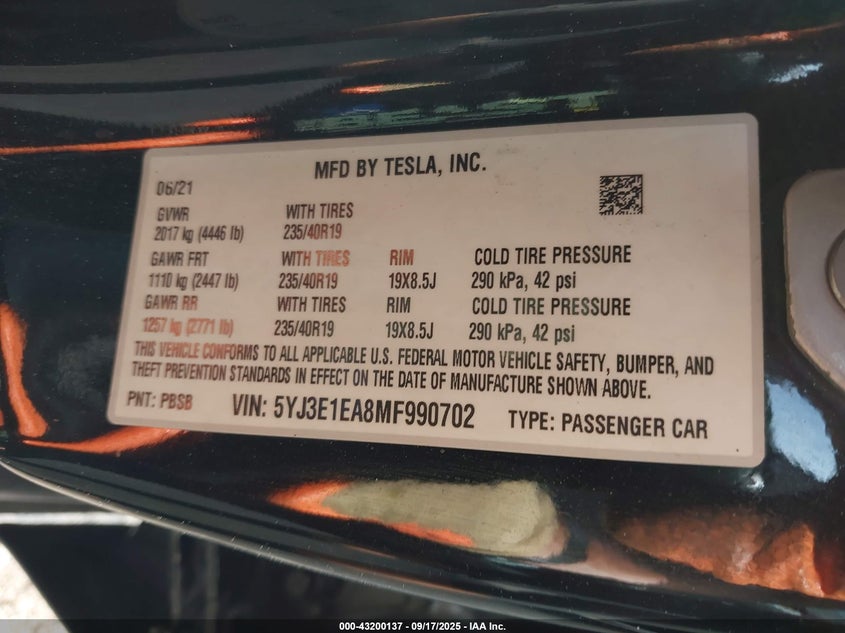 MFD BY TESLA, INC.
06/21
GVWR WITH TIRES
2017 kg (4446 lb) 235/40R19
GAWR FRT WITH TIRES RIM COLD TIRE PRESSURE
1110 kg (2447 lb) 235/40R19 19X8.5J 290 kPa, 42 psi
GAWR RR WITH TIRES RIM COLD TIRE PRESSURE
1257 kg (2771 lb) 235/40R19 19X8.5J 290 kPa, 42 psi
THIS VEHICLE CONFORMS TO ALL APPLICABLE U.S. FEDERAL MOTOR VEHICLE SAFETY, BUMPER, AND
THEFT PREVENTION STANDARDS IN EFFECT ON THE DATE OF MANUFACTURE SHOWN ABOVE.
PNT: PBSB VIN: 5YJ3E1EA8MF990702 TYPE: PASSENGER CAR
000-43200137 - 09/17/2025 - IAA Inc.